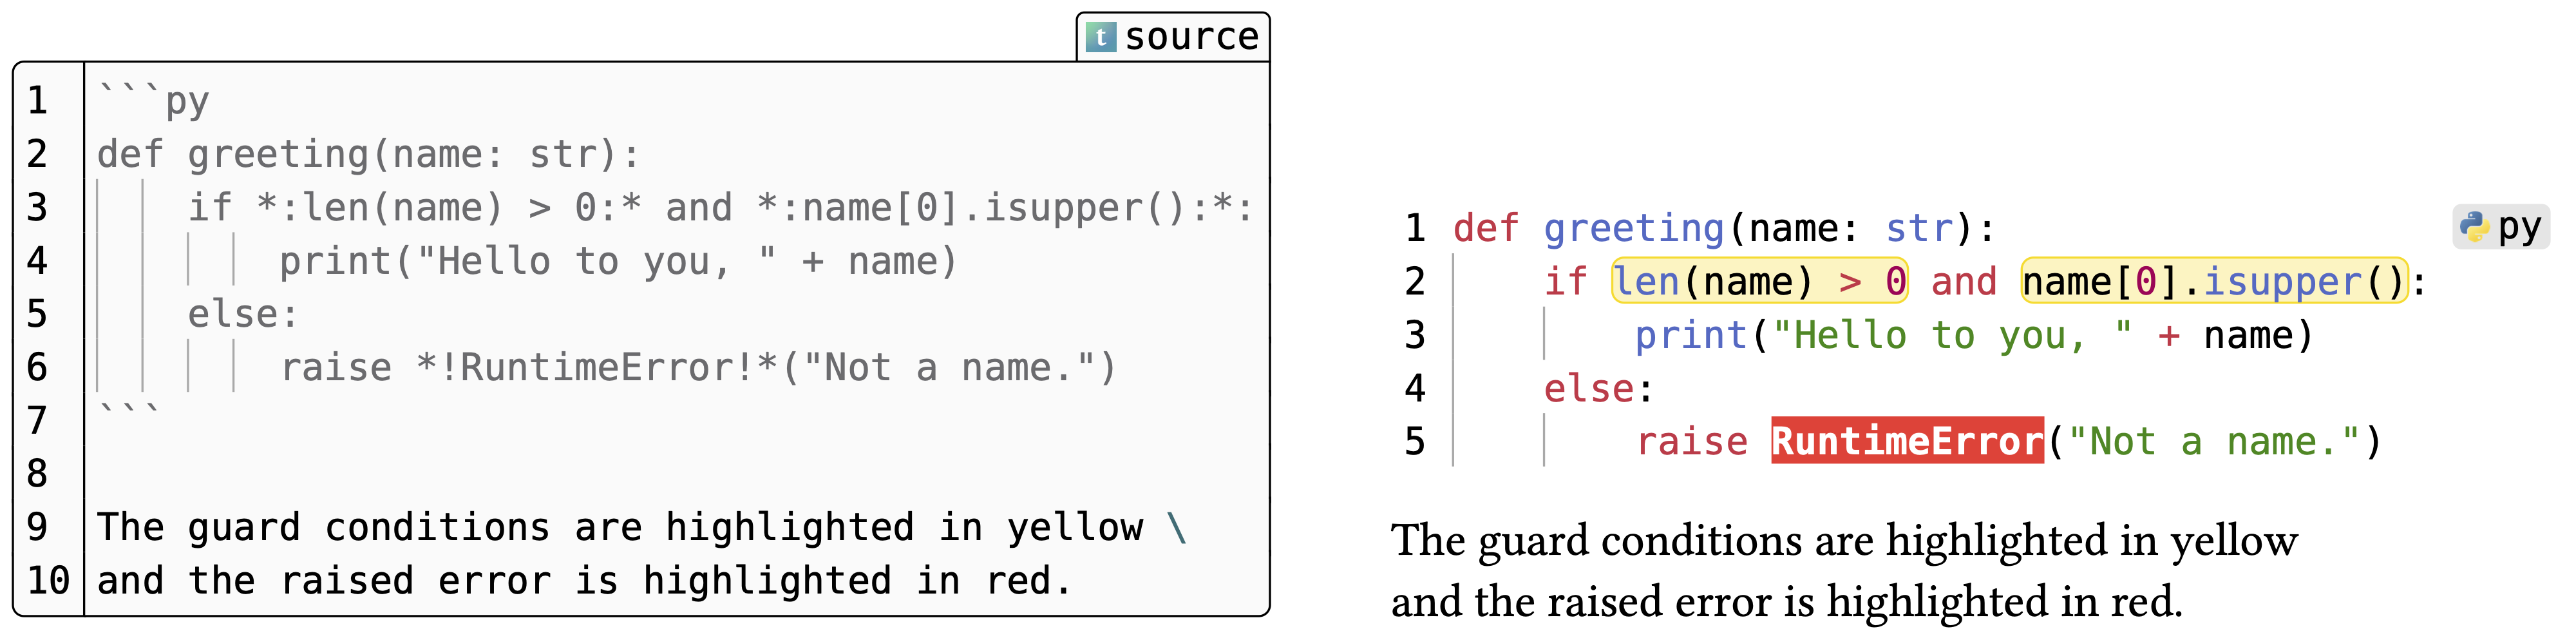 t source
1 ```py
2 def greeting(name: str):
3     if *:len(name) > 0:* and *:name[0].isupper():*:
4         print("Hello to you, " + name)
5     else:
6         raise *!RuntimeError!*("Not a name.")
7 ```
8
9 The guard conditions are highlighted in yellow \
10 and the raised error is highlighted in red.
1 def greeting(name: str): py
2     if len(name) > 0 and name[0].isupper():
3         print("Hello to you, " + name)
4     else:
5         raise RuntimeError("Not a name.")
The guard conditions are highlighted in yellow
and the raised error is highlighted in red.